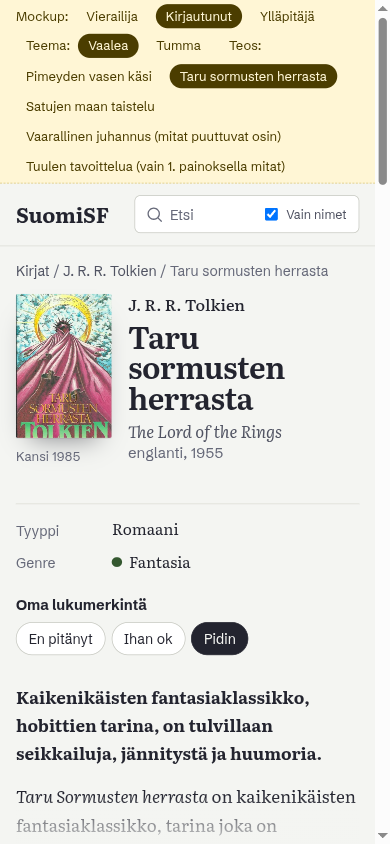 Mockup: Vierailija Kirjautunut Ylläpitäjä
Teema: Vaalea Tumma Teos:
Pimeyden vasen käsi Taru sormusten herrasta
Satujen maan taistelu
Vaarallinen juhannus (mitat puuttuvat osin)
Tuulen tavoittelua (vain 1. painoksella mitat)
SuomiSF Etsi Vain nimet
Kirjat / J. R. R. Tolkien / Taru sormusten herrasta
TARU
SORMUSTEN
HERRASTA
TOLKIEN
Kansi 1985
J. R. R. Tolkien
Taru
sormusten
herrasta
The Lord of the Rings
englanti, 1955
Tyyppi Romaani
Genre Fantasia
Oma lukumerkintä
En pitänyt Ihan ok Pidin
Kaikenikäisten fantasiaklassikko,
hobittien tarina, on tulvillaan
seikkailuja, jännitystä ja huumoria.
Taru Sormusten herrasta on kaikenikäisten
fantasiaklassikko, tarina joka on